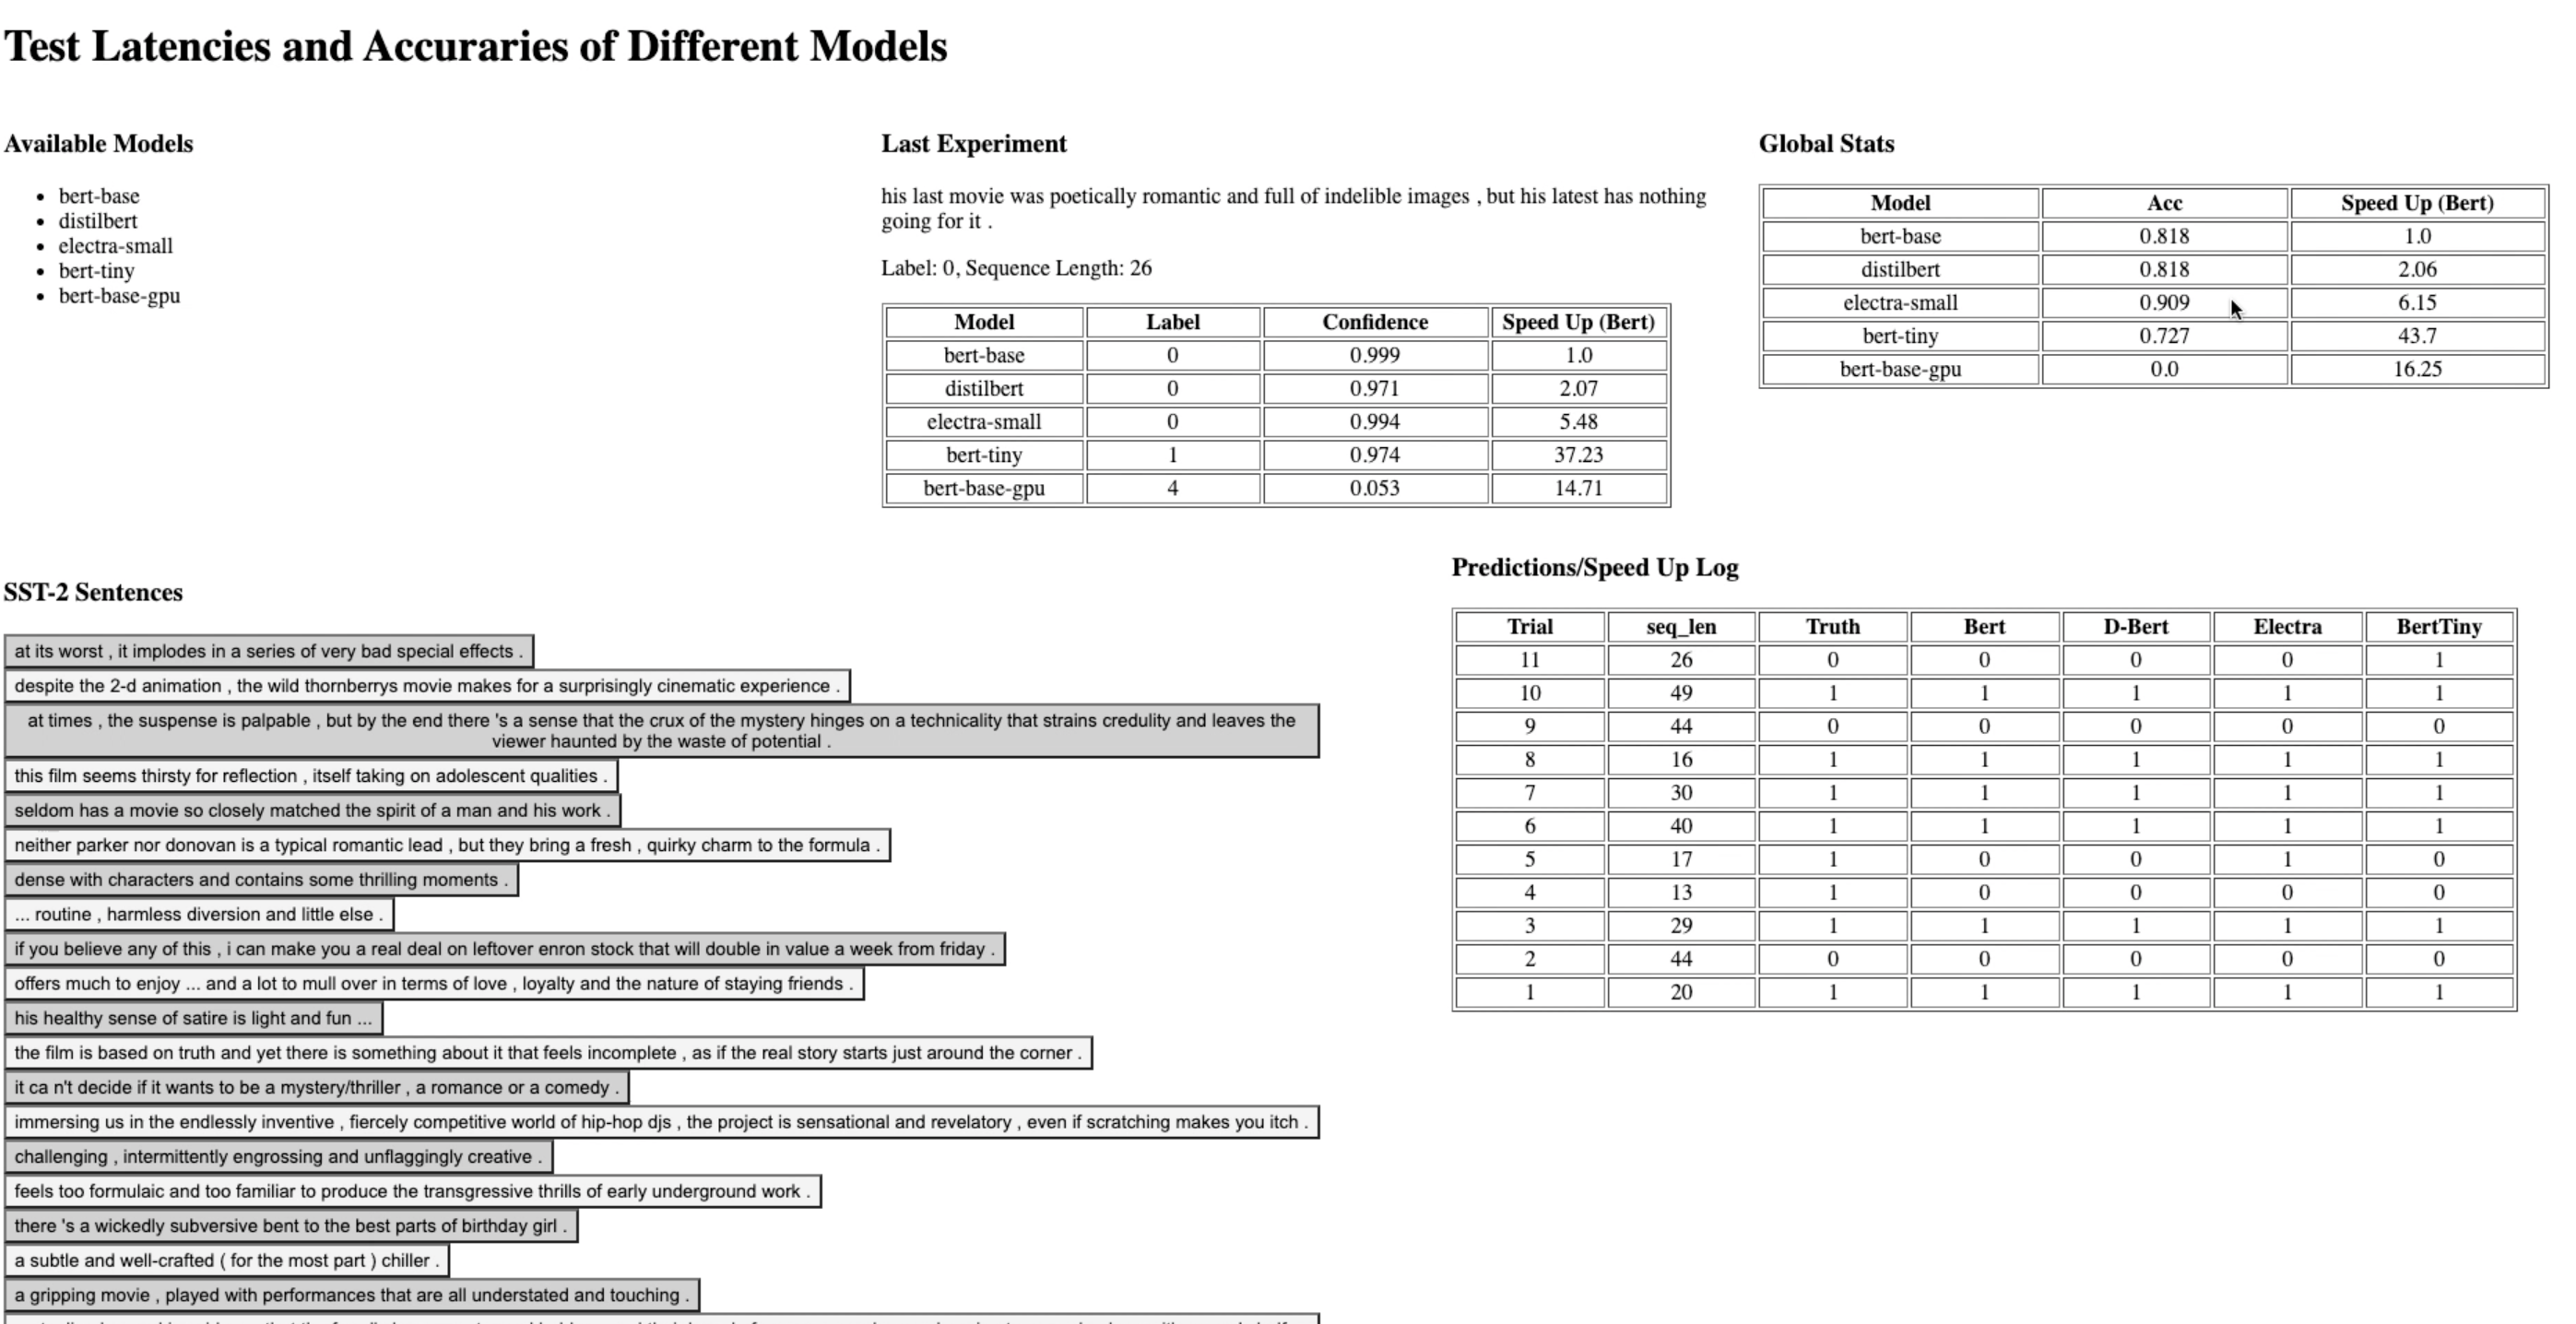 Test Latencies and Accuraries of Different Models
Available Models
bert-base
distilbert
electra-small
bert-tiny
bert-base-gpu
Last Experiment
his last movie was poetically romantic and full of indelible images , but his latest has nothing
going for it .
Label: 0, Sequence Length: 26
Model Label Confidence Speed Up (Bert)
bert-base 0 0.999 1.0
distilbert 0 0.971 2.07
electra-small 0 0.994 5.48
bert-tiny 1 0.974 37.23
bert-base-gpu 4 0.053 14.71
Global Stats
Model Acc Speed Up (Bert)
bert-base 0.818 1.0
distilbert 0.818 2.06
electra-small 0.909 6.15
bert-tiny 0.727 43.7
bert-base-gpu 0.0 16.25
SST-2 Sentences
at its worst , it implodes in a series of very bad special effects .
despite the 2-d animation , the wild thornberrys movie makes for a surprisingly cinematic experience .
at times , the suspense is palpable , but by the end there 's a sense that the crux of the mystery hinges on a technicality that strains credulity and leaves the
viewer haunted by the waste of potential .
this film seems thirsty for reflection , itself taking on adolescent qualities .
seldom has a movie so closely matched the spirit of a man and his work .
neither parker nor donovan is a typical romantic lead , but they bring a fresh , quirky charm to the formula .
dense with characters and contains some thrilling moments .
... routine , harmless diversion and little else .
if you believe any of this , i can make you a real deal on leftover enron stock that will double in value a week from friday .
offers much to enjoy ... and a lot to mull over in terms of love , loyalty and the nature of staying friends .
his healthy sense of satire is light and fun ...
the film is based on truth and yet there is something about it that feels incomplete , as if the real story starts just around the corner .
it ca n't decide if it wants to be a mystery/thriller , a romance or a comedy .
immersing us in the endlessly inventive , fiercely competitive world of hip-hop djs , the project is sensational and revelatory , even if scratching makes you itch .
challenging , intermittently engrossing and unflaggingly creative .
feels too formulaic and too familiar to produce the transgressive thrills of early underground work .
there 's a wickedly subversive bent to the best parts of birthday girl .
a subtle and well-crafted ( for the most part ) chiller .
a gripping movie , played with performances that are all understated and touching .
Predictions/Speed Up Log
Trial seq_len Truth Bert D-Bert Electra BertTiny
11 26 0 0 0 0 1
10 49 1 1 1 1 1
9 44 0 0 0 0 0
8 16 1 1 1 1 1
7 30 1 1 1 1 1
6 40 1 1 1 1 1
5 17 1 0 0 1 0
4 13 1 0 0 0 0
3 29 1 1 1 1 1
2 44 0 0 0 0 0
1 20 1 1 1 1 1